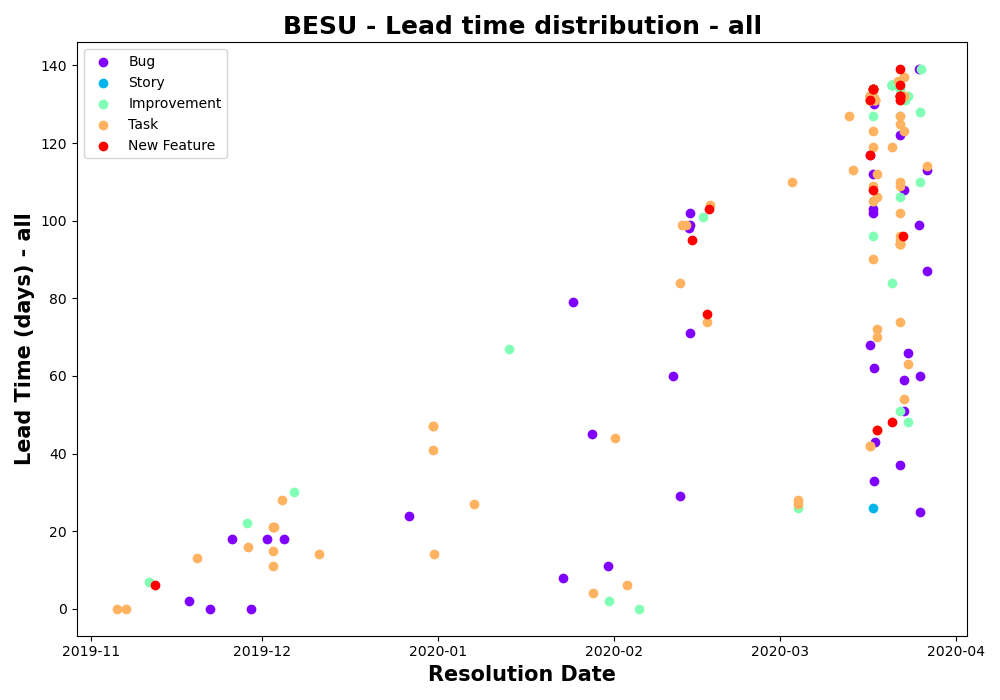 BESU - Lead time distribution - all
Bug
Story
Improvement
Task
New Feature
Lead Time (days) - all
140
120
100
80
60
40
20
0
2019-11
2019-12
2020-01
2020-02
2020-03
2020-04
Resolution Date